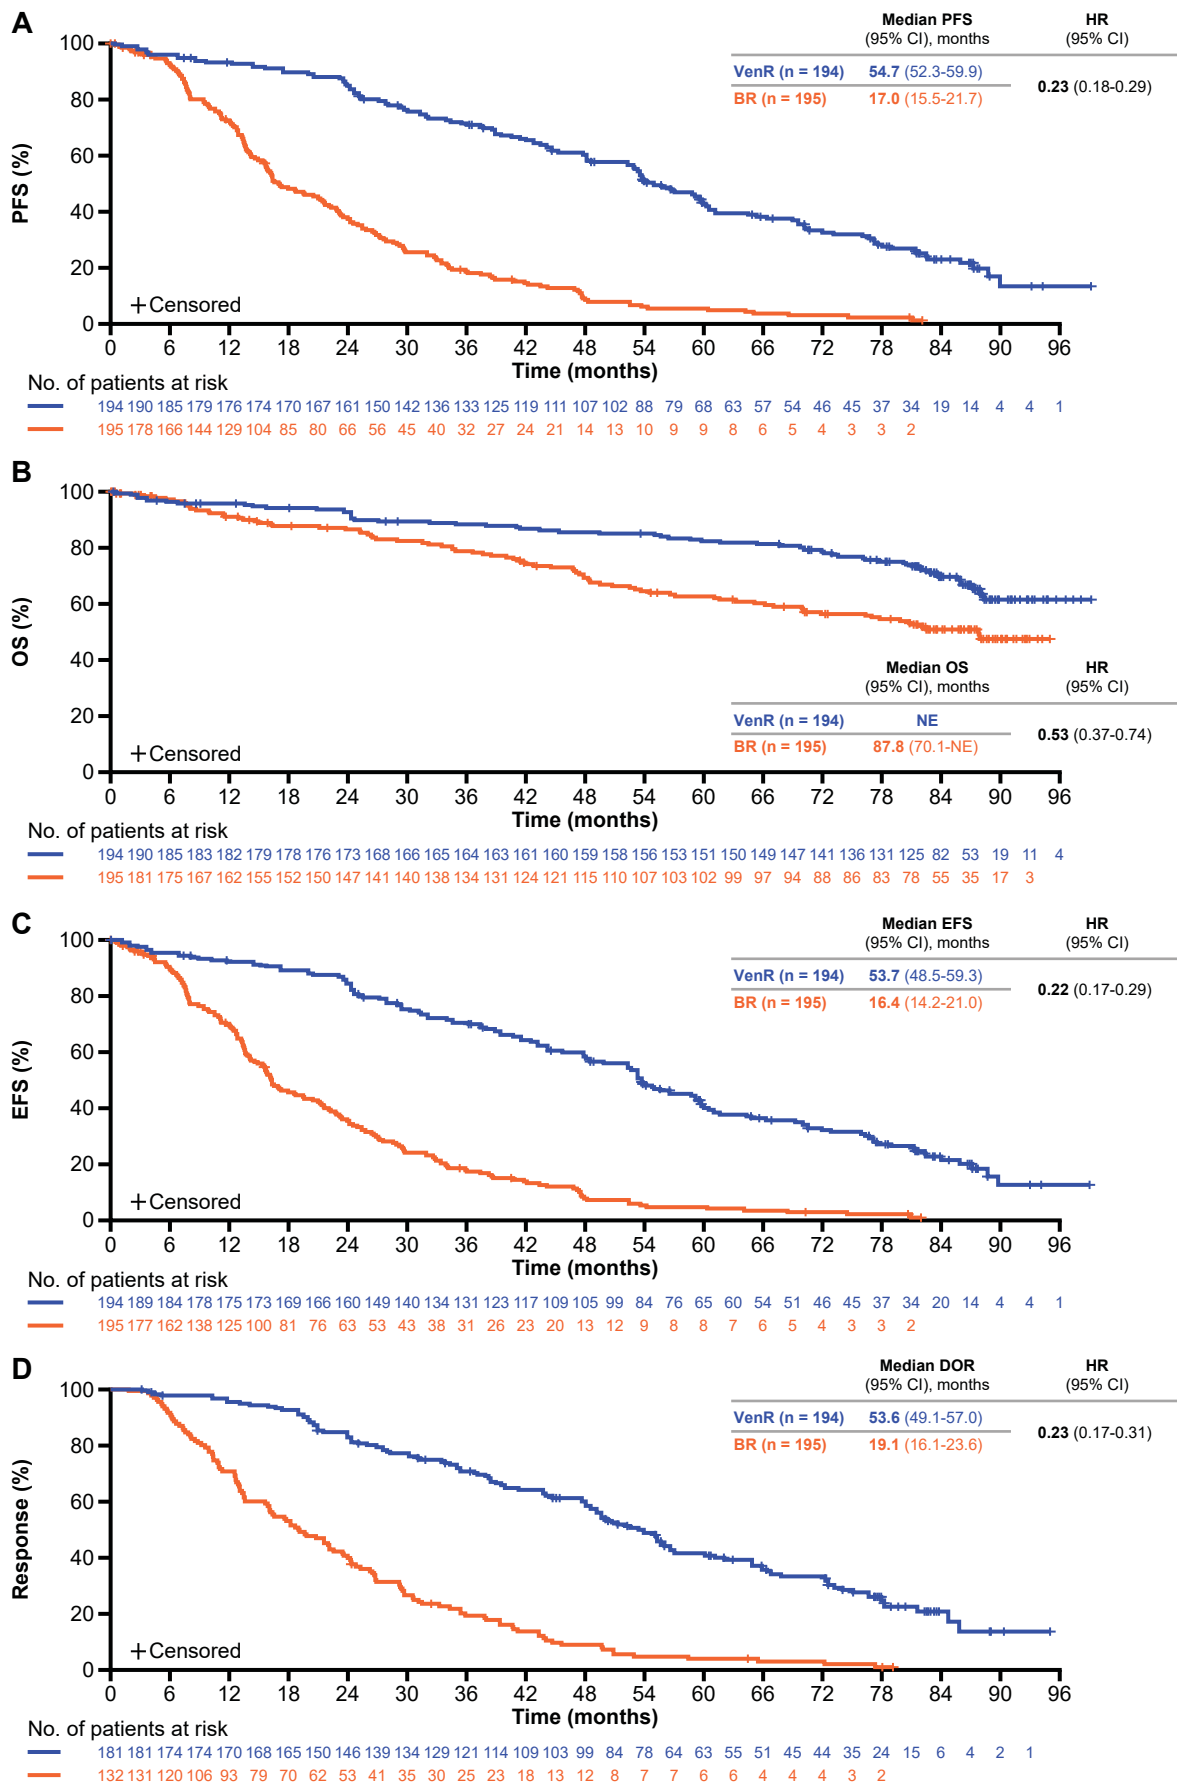 A
Median PFS HR
(95% CI), months (95% CI)
VenR (n = 194) 54.7 (52.3-59.9)
0.23 (0.18-0.29)
BR (n = 195) 17.0 (15.5-21.7)
PFS (%)
100
80
60
40
20
0
+Censored
0 6 12 18 24 30 36 42 48 54 60 66 72 78 84 90 96
Time (months)
No. of patients at risk
194 190 185 179 176 174 170 167 161 150 142 136 133 125 119 111 107 102 88 79 68 63 57 54 46 45 37 34 19 14 4 4 1
195 178 166 144 129 104 85 80 66 56 45 40 32 27 24 21 14 13 10 9 9 8 6 5 4 3 3 2
B
OS (%)
100
80
60
40
20
0
Median OS HR
(95% CI), months (95% CI)
VenR (n = 194) NE
0.53 (0.37-0.74)
BR (n = 195) 87.8 (70.1-NE)
+Censored
0 6 12 18 24 30 36 42 48 54 60 66 72 78 84 90 96
Time (months)
No. of patients at risk
194 190 185 183 182 179 178 176 173 168 166 165 164 163 161 160 159 158 156 153 151 150 149 147 141 136 131 125 82 53 19 11 4
195 181 175 167 162 155 152 150 147 141 140 138 134 131 124 121 115 110 107 103 102 99 97 94 88 86 83 78 55 35 17 3
C
Median EFS HR
(95% CI), months (95% CI)
VenR (n = 194) 53.7 (48.5-59.3)
0.22 (0.17-0.29)
BR (n = 195) 16.4 (14.2-21.0)
EFS (%)
100
80
60
40
20
0
+Censored
0 6 12 18 24 30 36 42 48 54 60 66 72 78 84 90 96
Time (months)
No. of patients at risk
194 189 184 178 175 173 169 166 160 149 140 134 131 123 117 109 105 99 84 76 65 60 54 51 46 45 37 34 20 14 4 4 1
195 177 162 138 125 100 81 76 63 53 43 38 31 26 23 20 13 12 9 8 8 7 6 5 4 3 3 2
D
Median DOR HR
(95% CI), months (95% CI)
VenR (n = 194) 53.6 (49.1-57.0)
0.23 (0.17-0.31)
BR (n = 195) 19.1 (16.1-23.6)
Response (%)
100
80
60
40
20
0
+Censored
0 6 12 18 24 30 36 42 48 54 60 66 72 78 84 90 96
Time (months)
No. of patients at risk
181 181 174 174 170 168 165 150 146 139 134 129 121 114 109 103 99 84 78 64 63 55 51 45 44 35 24 15 6 4 2 1
132 131 120 106 93 79 70 62 53 41 35 30 25 23 18 13 12 8 7 7 6 6 4 4 4 3 2